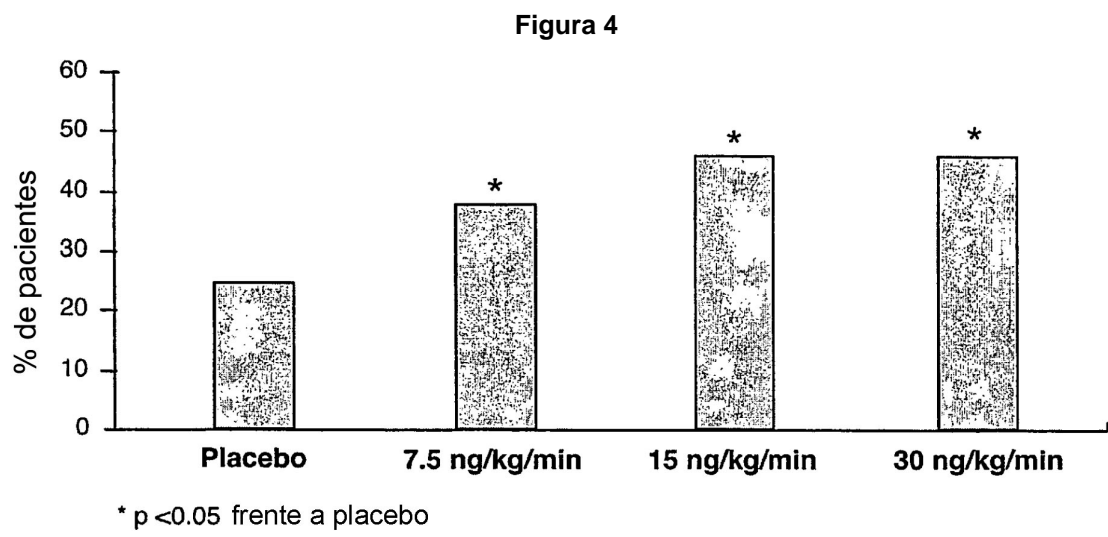 Figura 4
60
50
40
30
20
10
0
% de pacientes
*
*
*
Placebo
7.5 ng/kg/min
15 ng/kg/min
30 ng/kg/min
* p <0.05 frente a placebo